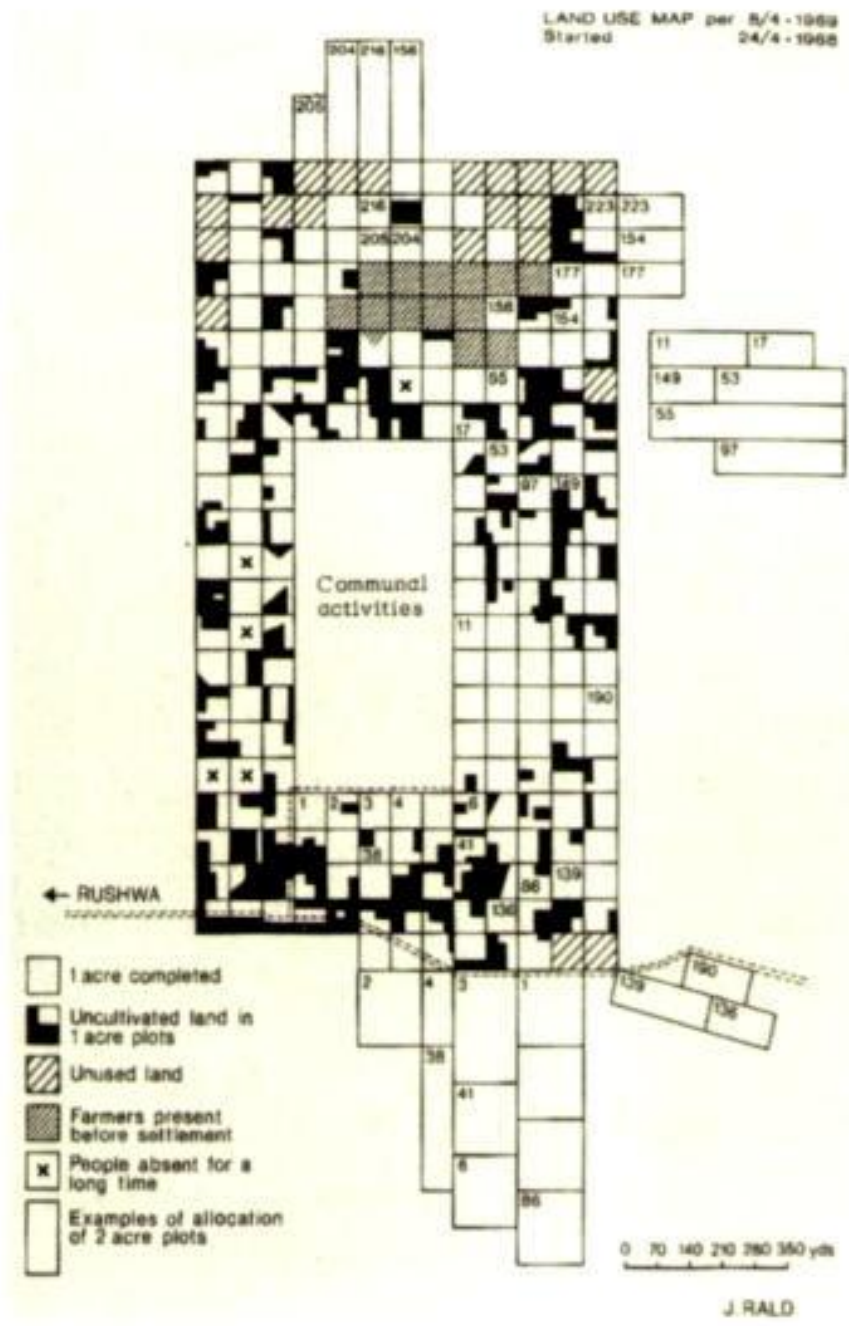 LAND USE MAP per 8/4-1969
Started 24/4-1968
204 216 156
205
216 223 223
205 204 154
177 177
156 154
11 17
55 149 53
17 55
53 97
97 149
Communal
activities
11
190
1 2 3 4 6
41
38
86 139
136
← RUSHWA
2 4 3 1
190
139 136
38
41
6
86
1 acre completed
Uncultivated land in
1 acre plots
Unused land
Farmers present
before settlement
x People absent for a
long time
Examples of allocation
of 2 acre plots
0 70 140 210 280 350 yds
J. RALD